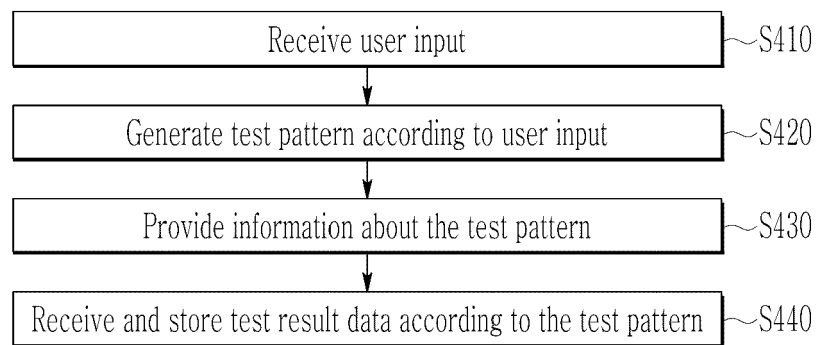 Receive user input
S410
Generate test pattern according to user input
S420
Provide information about the test pattern
S430
Receive and store test result data according to the test pattern
S440